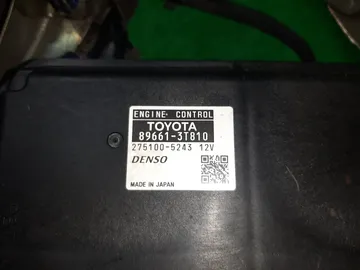 ENGINE CONTROL
TOYOTA
89661-3T810
275100-5243 12V
DENSO
MADE IN JAPAN